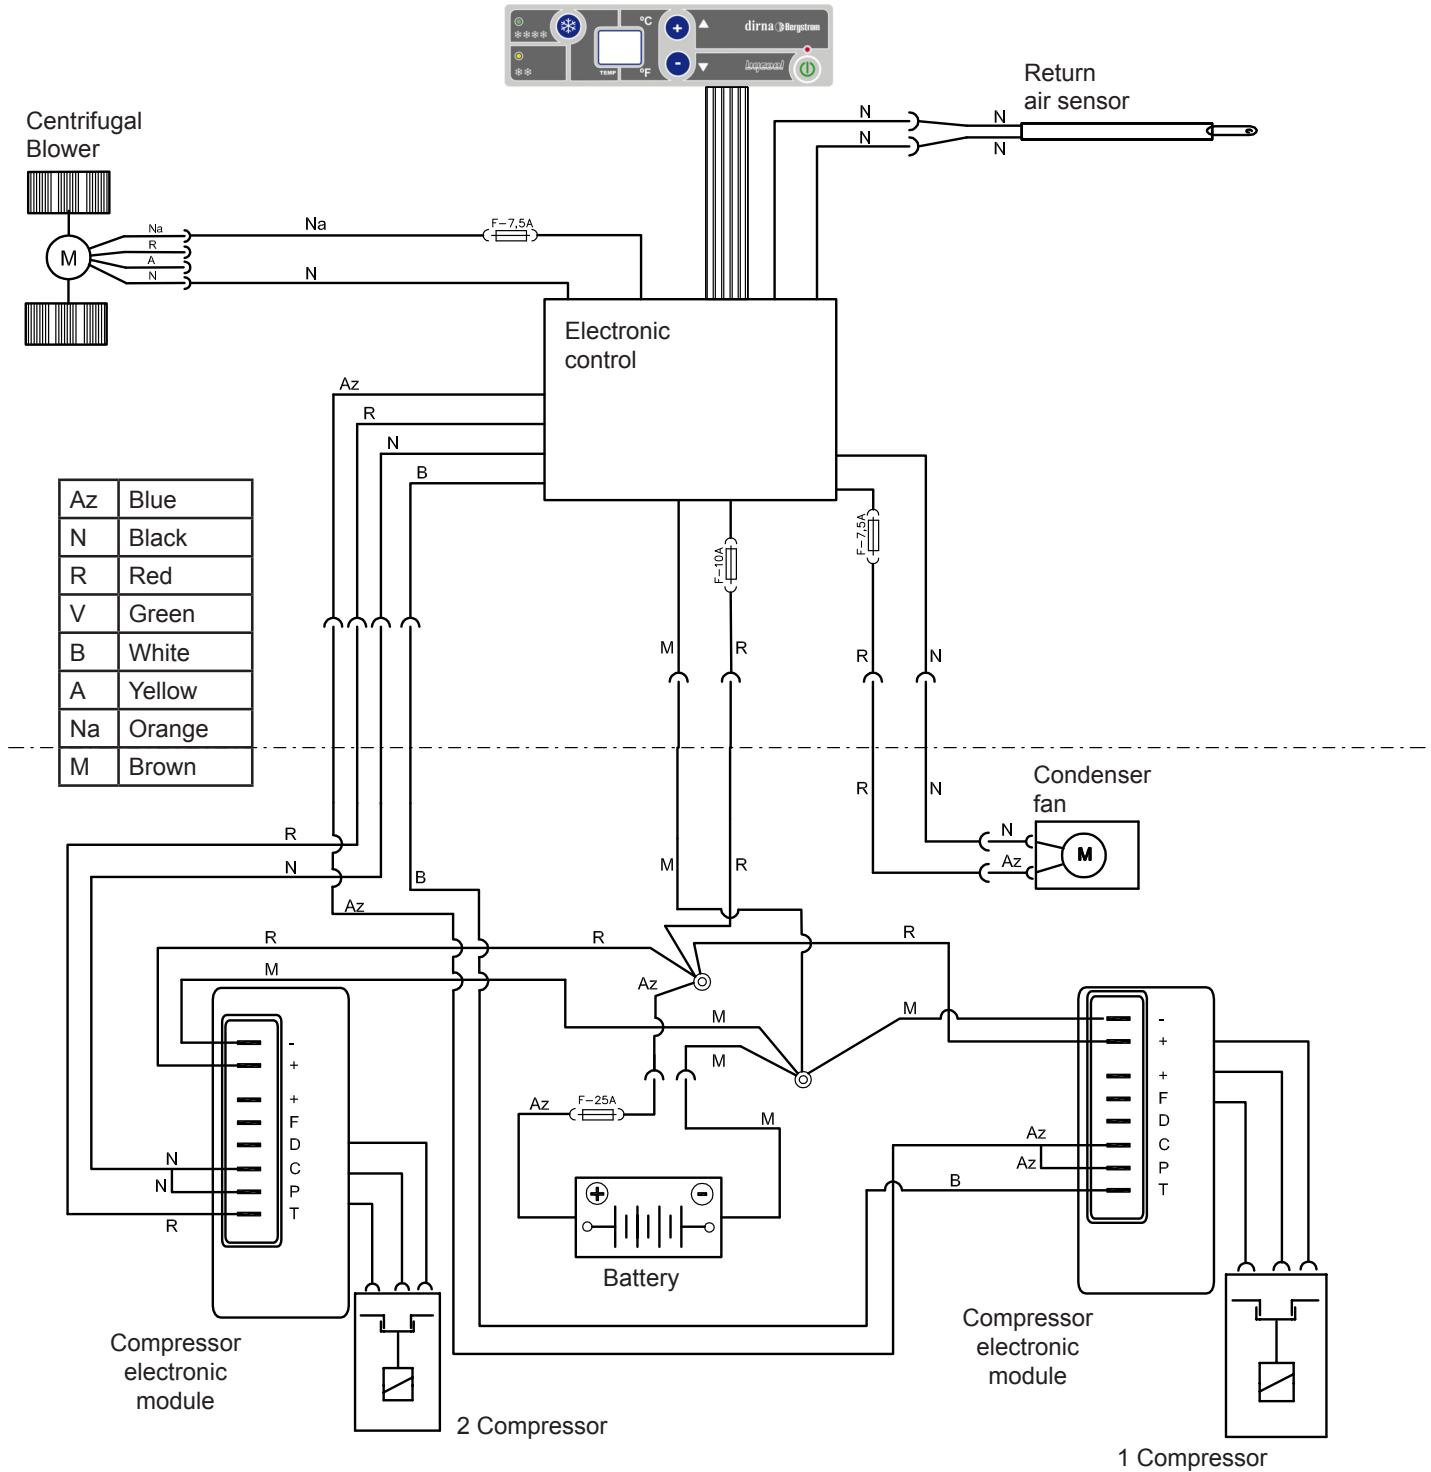 °C
dirna Bergstrom
❄❄❄❄
+
-
❄❄
TEMP
°F
bycool
Return
air sensor
N
N
N
N
Centrifugal
Blower
Na
R
A
N
M
Na
F-7,5A
N
Electronic
control
Az
R
N
B
Az Blue
N Black
R Red
V Green
B White
A Yellow
Na Orange
M Brown
F-10A
F-7,5A
M
R
R
N
R
N
Condenser
fan
N
Az
M
R
N
B
Az
M
R
R
R
R
M
Az
M
M
M
-
+
+
F
D
C
P
T
N
N
R
Az
F-25A
M
+
-
Battery
-
+
+
F
D
C
P
T
Az
Az
B
Compressor
electronic
module
2 Compressor
Compressor
electronic
module
1 Compressor